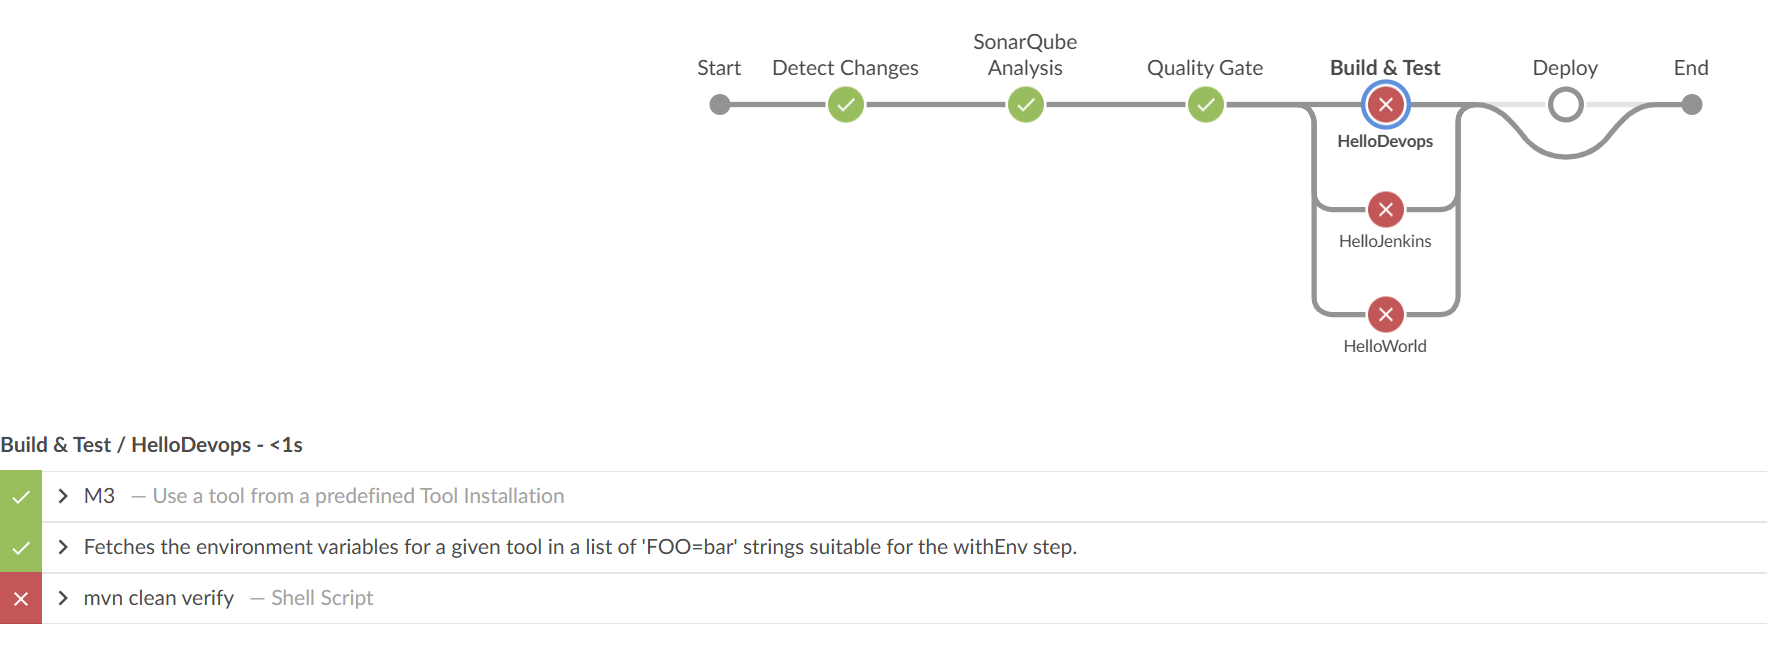 Start
Detect Changes
SonarQube
Analysis
Quality Gate
Build & Test
Deploy
End
HelloDevops
HelloJenkins
HelloWorld
Build & Test / HelloDevops - <1s
M3 — Use a tool from a predefined Tool Installation
Fetches the environment variables for a given tool in a list of 'FOO=bar' strings suitable for the withEnv step.
mvn clean verify — Shell Script